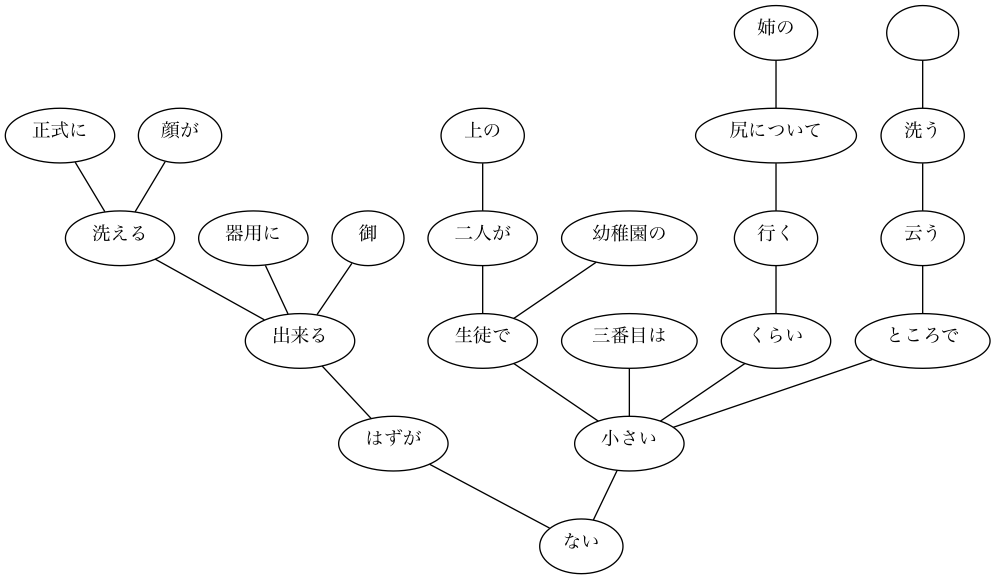 姉の
正式に 顔が 上の 尻について 洗う
洗える 器用に 御 二人が 幼稚園の 行く 云う
出来る 生徒で 三番目は くらい ところで
はずが 小さい
ない